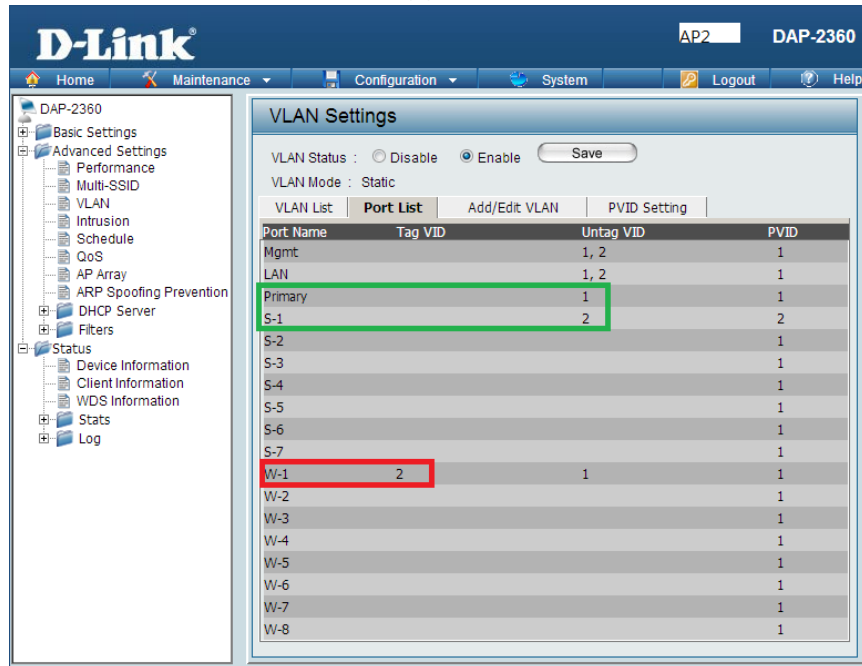 D-Link®
AP2 DAP-2360
Home Maintenance Configuration System Logout Help
DAP-2360
Basic Settings
Advanced Settings
Performance
Multi-SSID
VLAN
Intrusion
Schedule
QoS
AP Array
ARP Spoofing Prevention
DHCP Server
Filters
Status
Device Information
Client Information
WDS Information
Stats
Log
VLAN Settings
VLAN Status : Disable Enable Save
VLAN Mode : Static
VLAN List Port List Add/Edit VLAN PVID Setting
Port Name Tag VID Untag VID PVID
Mgmt 1, 2 1
LAN 1, 2 1
Primary 1 1
S-1 2 2
S-2 1
S-3 1
S-4 1
S-5 1
S-6 1
S-7 1
W-1 2 1 1
W-2 1
W-3 1
W-4 1
W-5 1
W-6 1
W-7 1
W-8 1